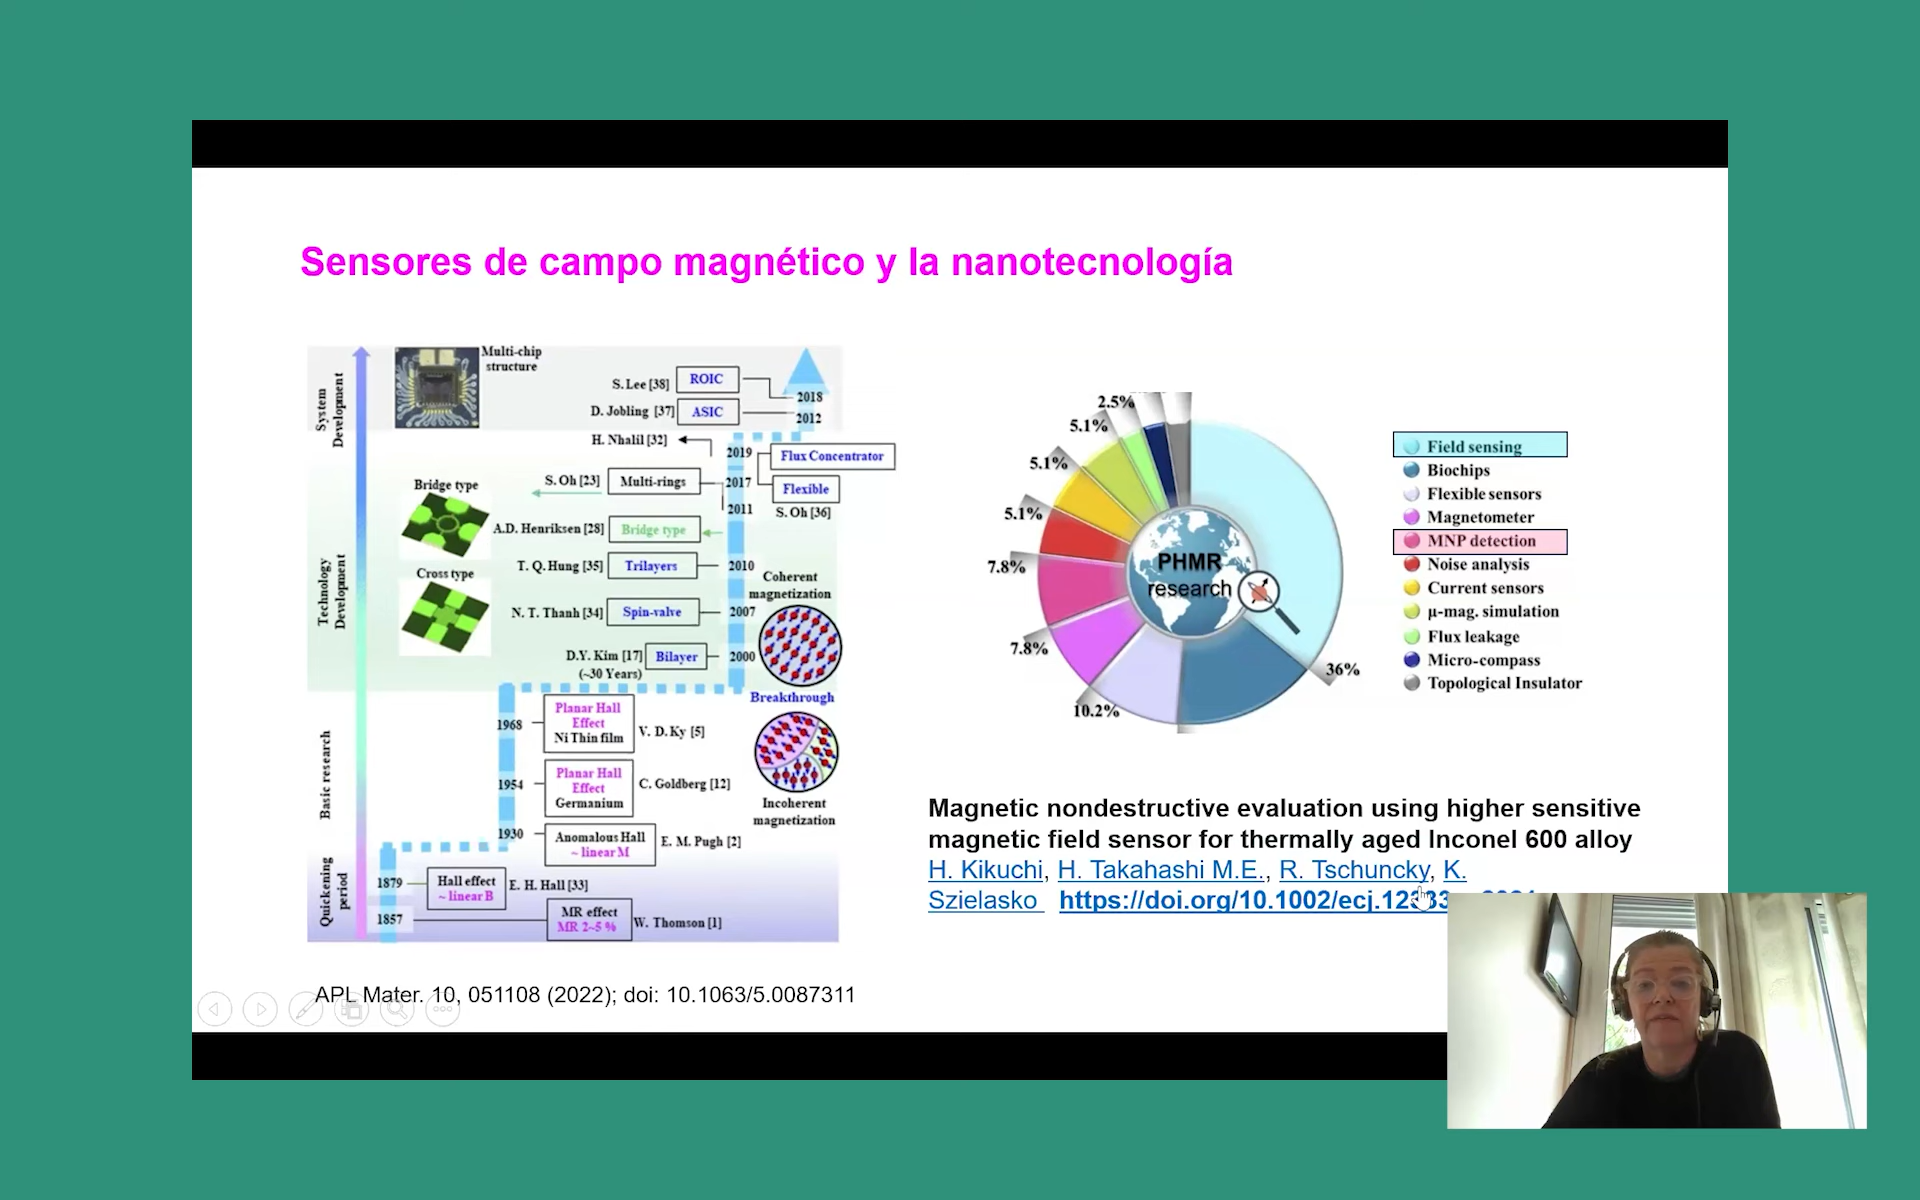 Sensores de campo magnético y la nanotecnología
System
Development
Technology
Development
Basic research
Quickening
period
Multi-chip
structure
S. Lee [38]
ROIC
2018
D. Jobling [37]
ASIC
2012
H. Nhalil [32]
2019
Flux Concentrator
S. Oh [23]
Multi-rings
2017
Flexible
2011
S. Oh [36]
Bridge type
A.D. Henriksen [28]
Bridge type
T. Q. Hung [35]
Trilayers
2010
Cross type
Coherent
magnetization
N. T. Thanh [34]
Spin-valve
2007
D.Y. Kim [17]
(~30 Years)
Bilayer
2000
Breakthrough
1968
Planar Hall
Effect
Ni Thin film
V. D. Ky [5]
1954
Planar Hall
Effect
Germanium
C. Goldberg [12]
Incoherent
magnetization
1930
Anomalous Hall
~ linear M
E. M. Pugh [2]
1879
Hall effect
~ linear B
E. H. Hall [33]
1857
MR effect
MR 2~5 %
W. Thomson [1]
APL Mater. 10, 051108 (2022); doi: 10.1063/5.0087311
2.5%
5.1%
5.1%
5.1%
7.8%
7.8%
10.2%
36%
PHMR
research
Field sensing
Biochips
Flexible sensors
Magnetometer
MNP detection
Noise analysis
Current sensors
μ-mag. simulation
Flux leakage
Micro-compass
Topological Insulator
Magnetic nondestructive evaluation using higher sensitive
magnetic field sensor for thermally aged Inconel 600 alloy
H. Kikuchi, H. Takahashi M.E., R. Tschuncky, K.
Szielasko